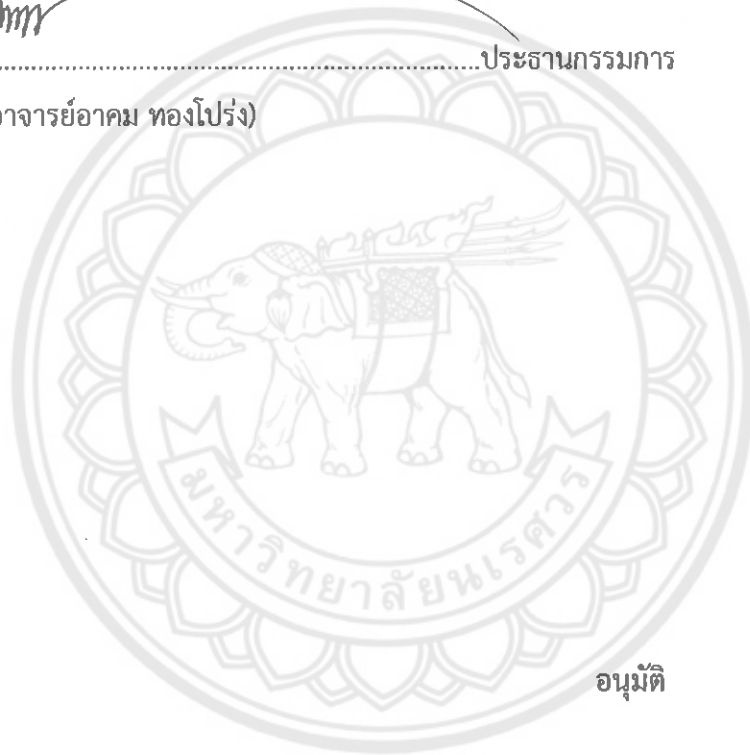 ประธานกรรมการ
อาจารย์อาคม ทองโปร่ง)
มหาวิทยาลัยนเรศวร
อนุมัติ